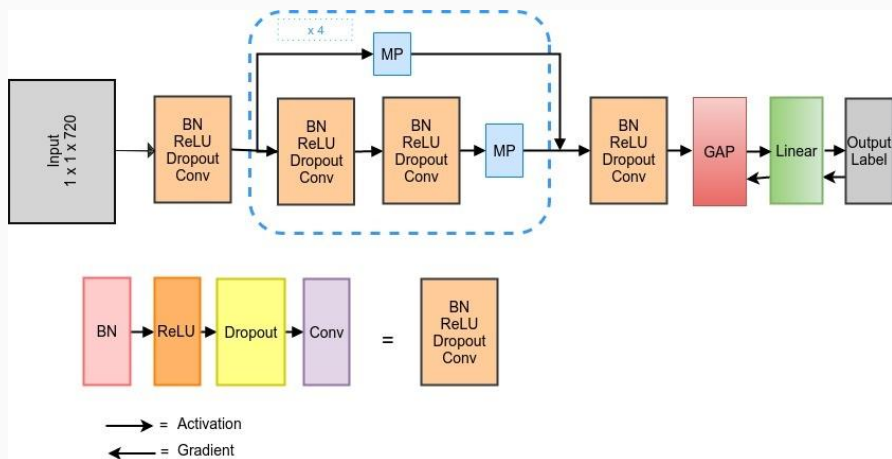 x 4
MP
Input
1 x 1 x 720
BN
ReLU
Dropout
Conv
BN
ReLU
Dropout
Conv
BN
ReLU
Dropout
Conv
MP
BN
ReLU
Dropout
Conv
GAP
Linear
Output
Label
BN
ReLU
Dropout
Conv
=
BN
ReLU
Dropout
Conv
= Activation
= Gradient